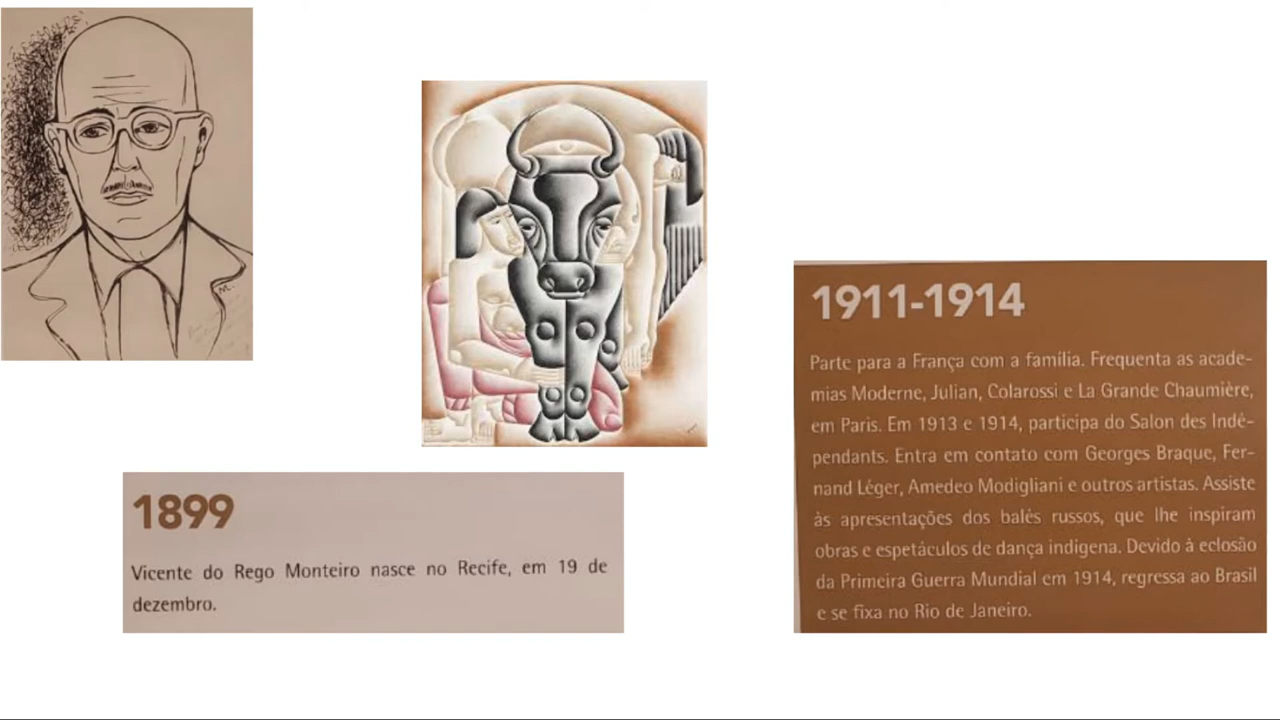 1899
Vicente do Rego Monteiro nasce no Recife, em 19 de
dezembro.
1911-1914
Parte para a França com a família. Frequenta as acade-
mias Moderne, Julian, Colarossi e La Grande Chaumière,
em Paris. Em 1913 e 1914, participa do Salon des Indé-
pendants. Entra em contato com Georges Braque, Fer-
nand Léger, Amedeo Modigliani e outros artistas. Assiste
às apresentações dos balés russos, que lhe inspiram
obras e espetáculos de dança indígena. Devido à eclosão
da Primeira Guerra Mundial em 1914, regressa ao Brasil
e se fixa no Rio de Janeiro.